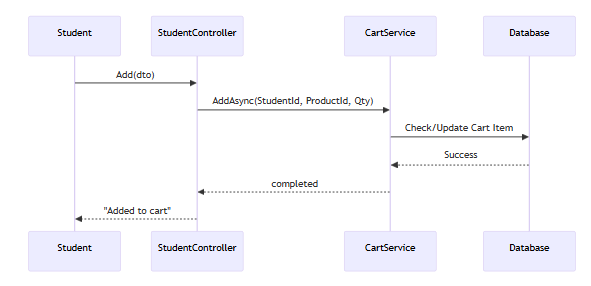 Student StudentController CartService Database
Add(dto)
AddAsync(StudentId, ProductId, Qty)
Check/Update Cart Item
Success
completed
"Added to cart"
Student StudentController CartService Database